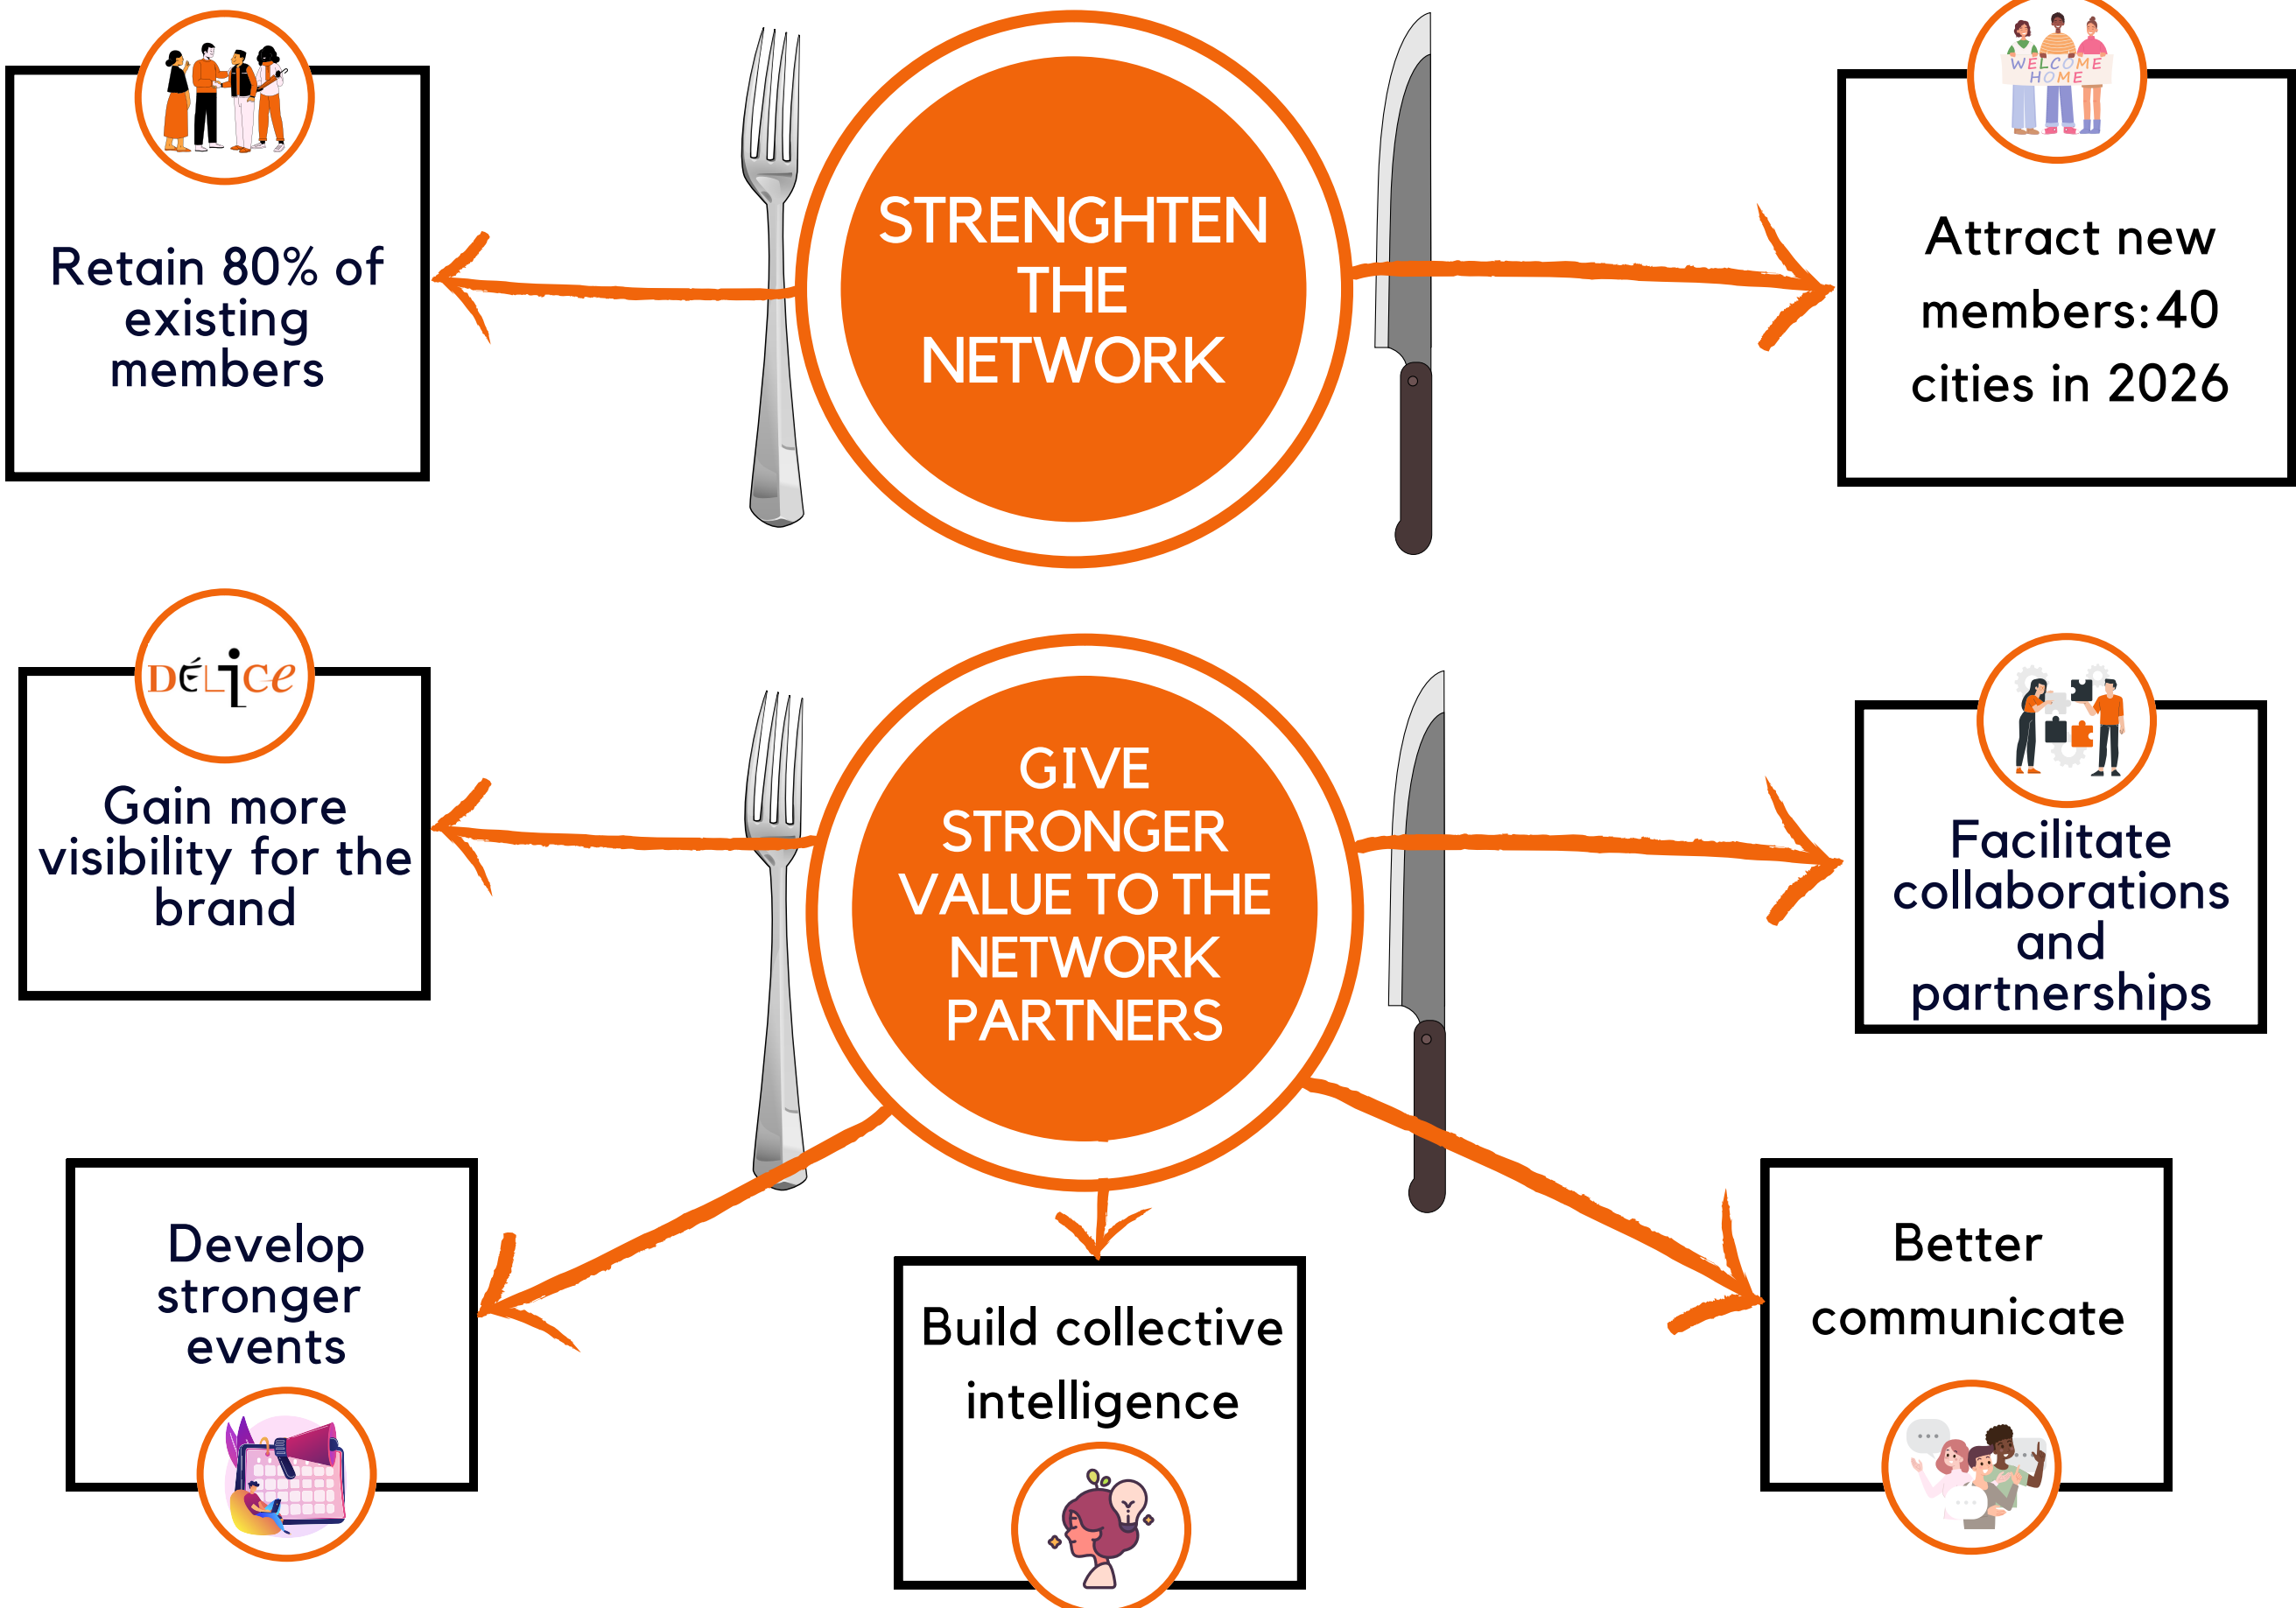 WELCOME
HOME
STRENGHTEN
THE
NETWORK
Retain 80% of
existing
members
Attract new
members:40
cities in 2026
DÉLice
Gain more
visibility for the
brand
GIVE
STRONGER
VALUE TO THE
NETWORK
PARTNERS
Facilitate
collaborations
and
partnerships
Develop
stronger
events
Build collective
intelligence
Better
communicate